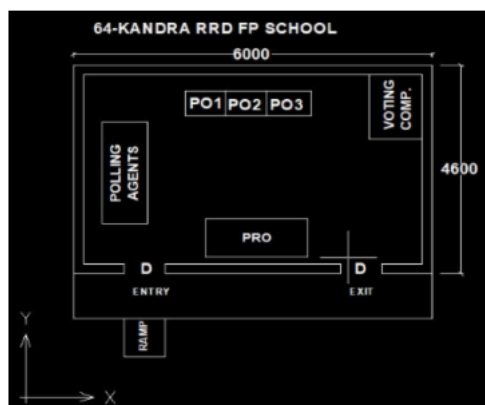 64-KANDRA RRD FP SCHOOL
6000
PO1 PO2 PO3
VOTING
COMP.
POLLING
AGENTS
4600
PRO
D D
ENTRY EXIT
RAMP
Y
X